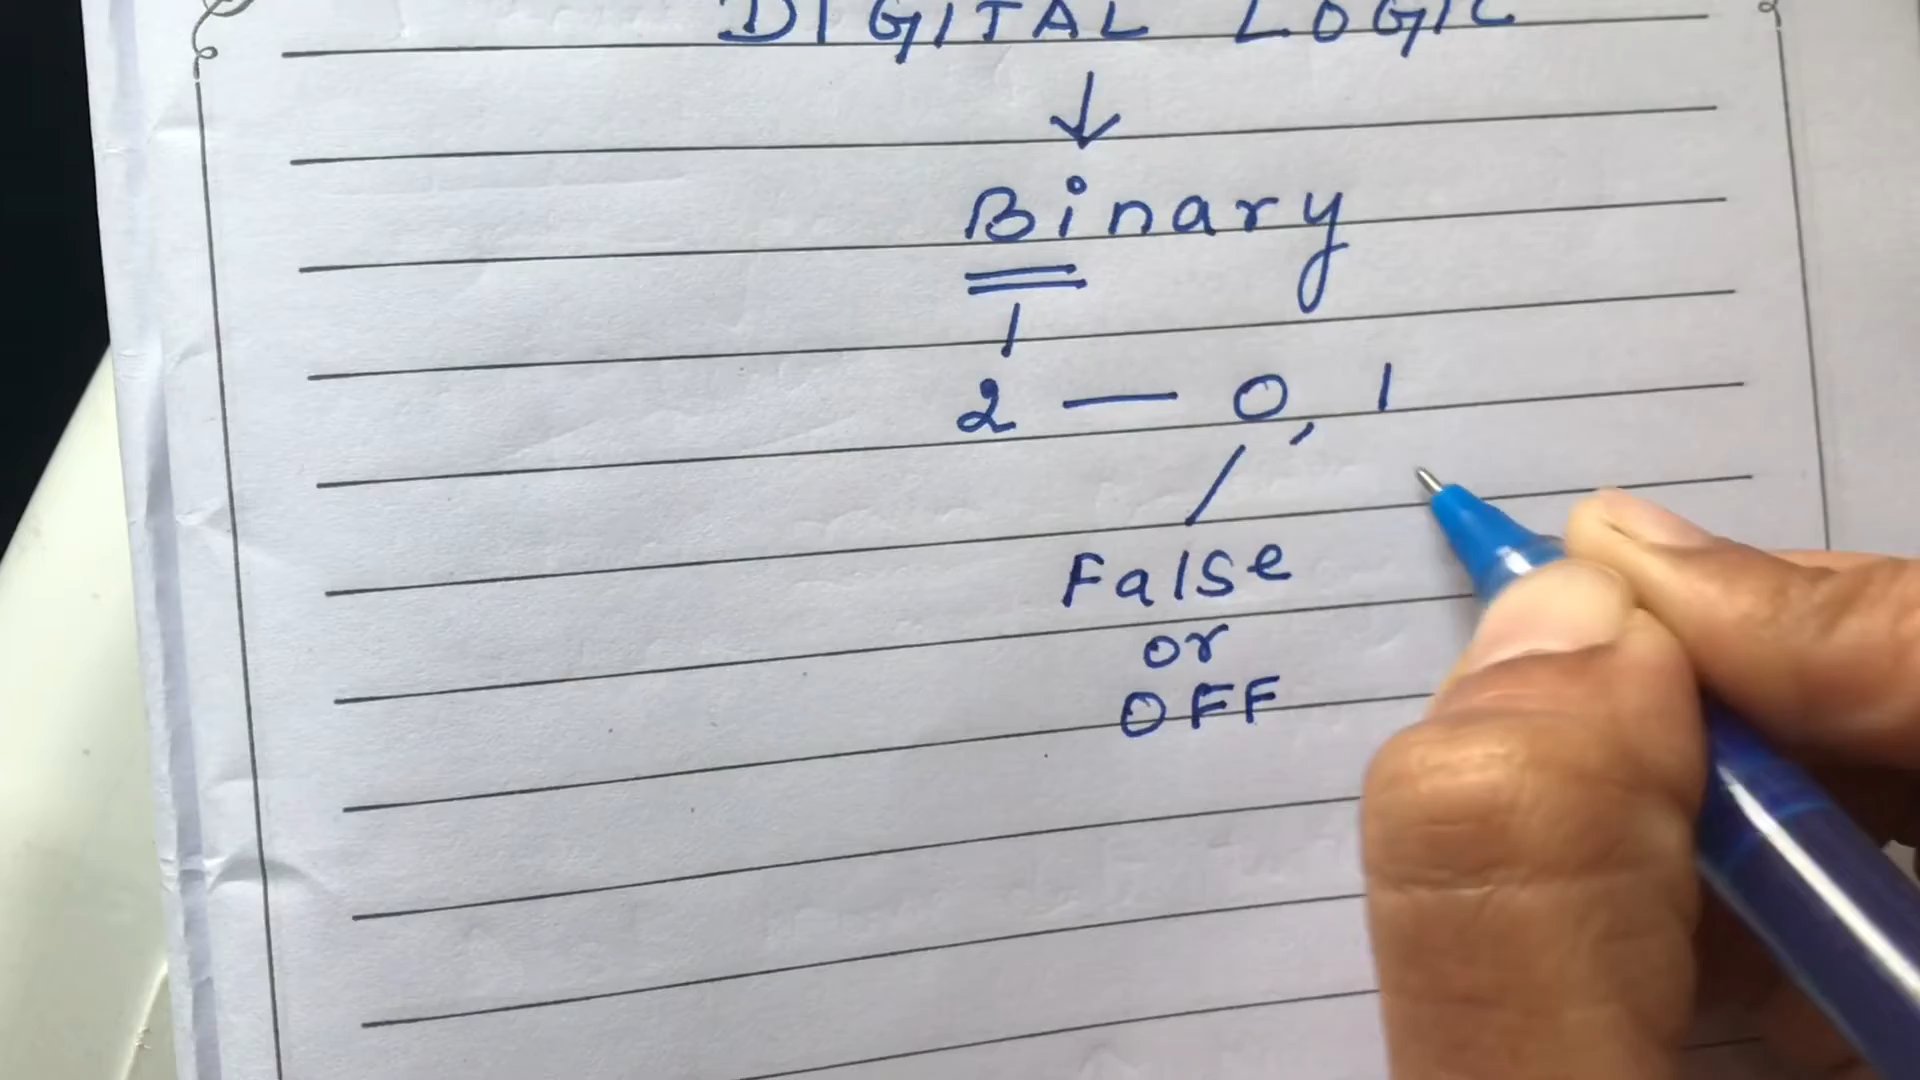 DIGITAL LOGIC
Binary
2 — 0, 1
False
or
OFF